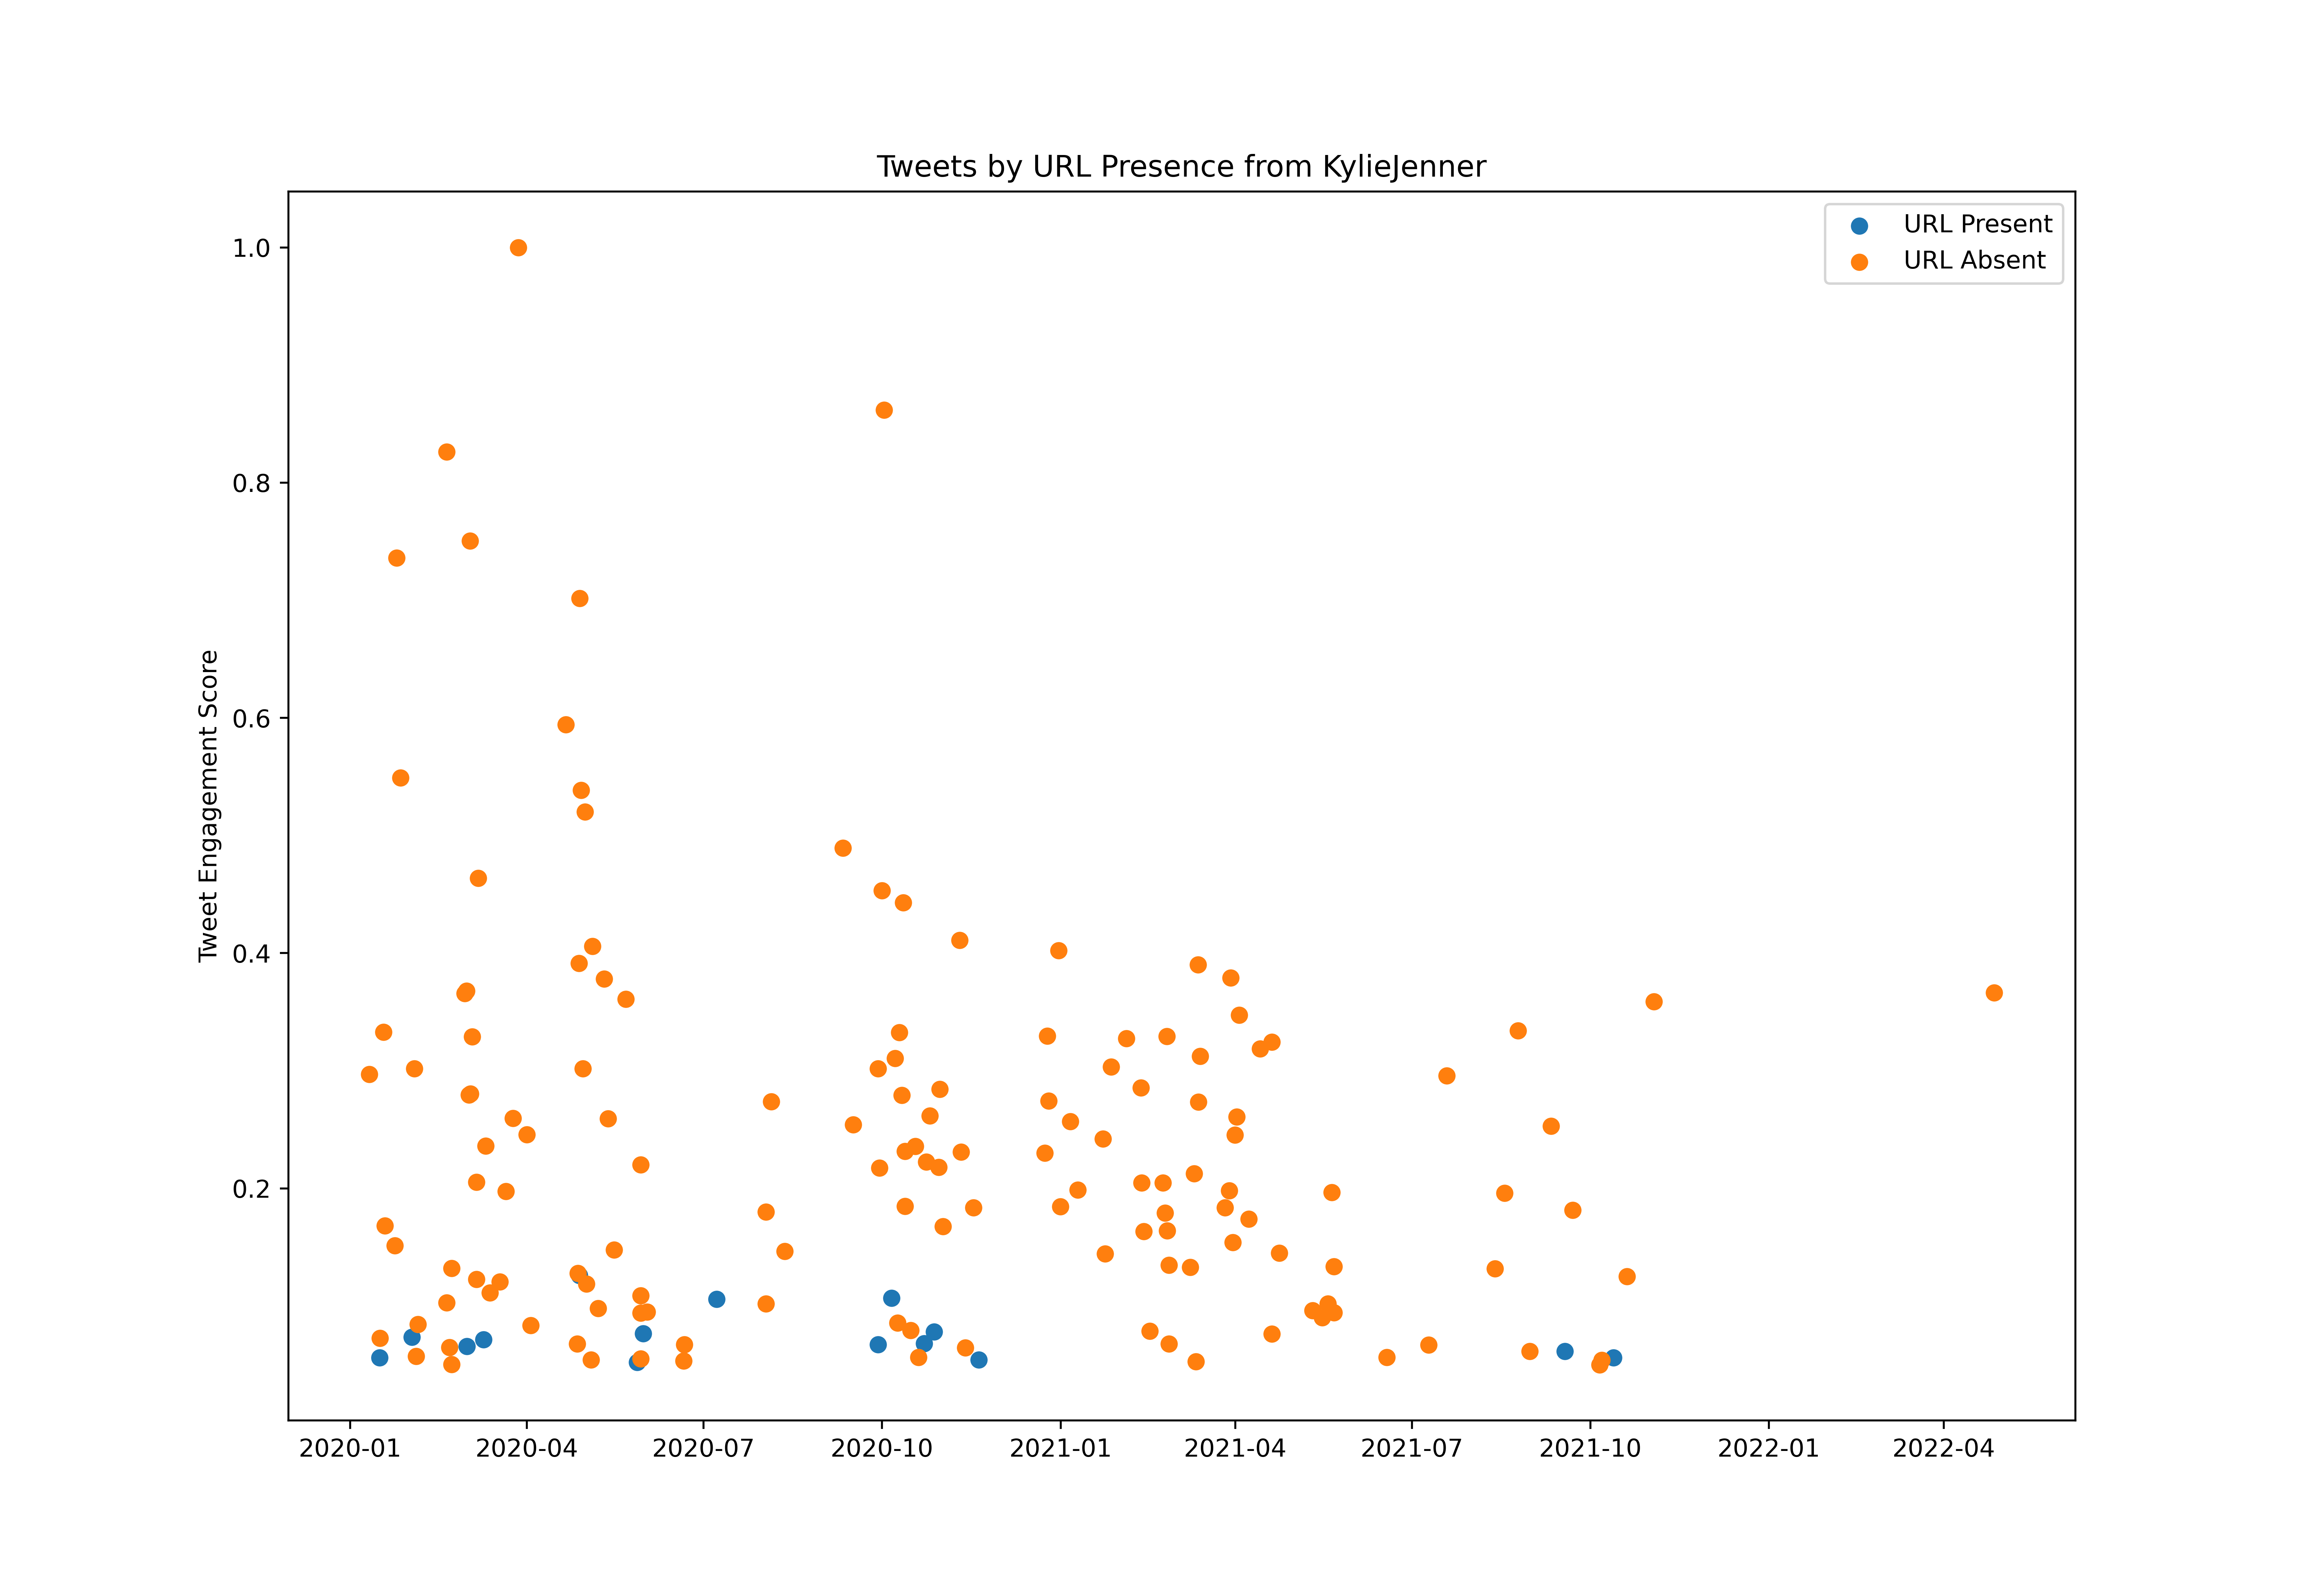 Tweets by URL Presence from KylieJenner
URL Present
URL Absent
Tweet Engagement Score
1.0
0.8
0.6
0.4
0.2
2020-01 2020-04 2020-07 2020-10 2021-01 2021-04 2021-07 2021-10 2022-01 2022-04